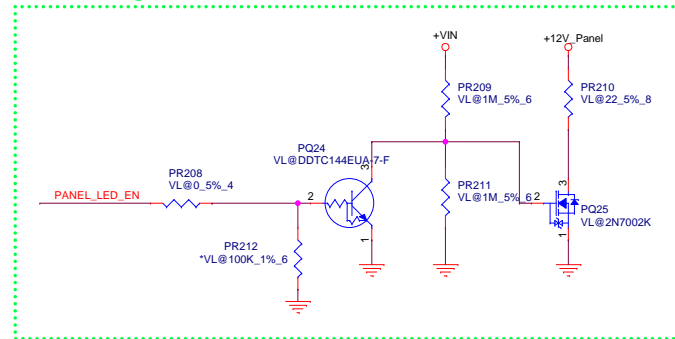 +VIN
+12V_Panel
PR209
VL@1M_5%_6
PR210
VL@22_5%_8
PQ24
VL@DDTC144EUA-7-F
3
PR208
VL@0_5%_4
PANEL_LED_EN
2
1
PR211
VL@1M_5%_6
3
2
1
PQ25
VL@2N7002K
PR212
*VL@100K_1%_6